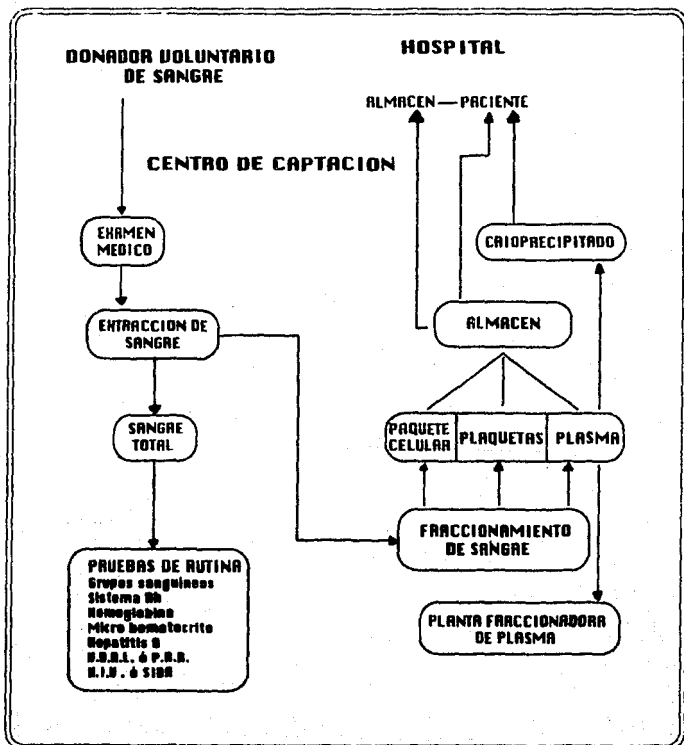 DONADOR VOLUNTARIO
DE SANGRE
HOSPITAL
ALMACEN — PACIENTE
CENTRO DE CAPTACION
EXAMEN
MEDICO
CRIOPRECIPITADO
EXTRACCION DE
SANGRE
ALMACEN
SANGRE
TOTAL
PAQUETE
CELULAR
PLAQUETAS
PLASMA
FRACCIONAMIENTO
DE SANGRE
PRUEBAS DE RUTINA
Grupos sanguineos
Sistema Rh
Hemoglobina
Micro hematocrito
Hepatitis B
V.D.R.L. ó P.R.R.
H.I.V. ó SIDA
PLANTA FRACCIONADORA
DE PLASMA